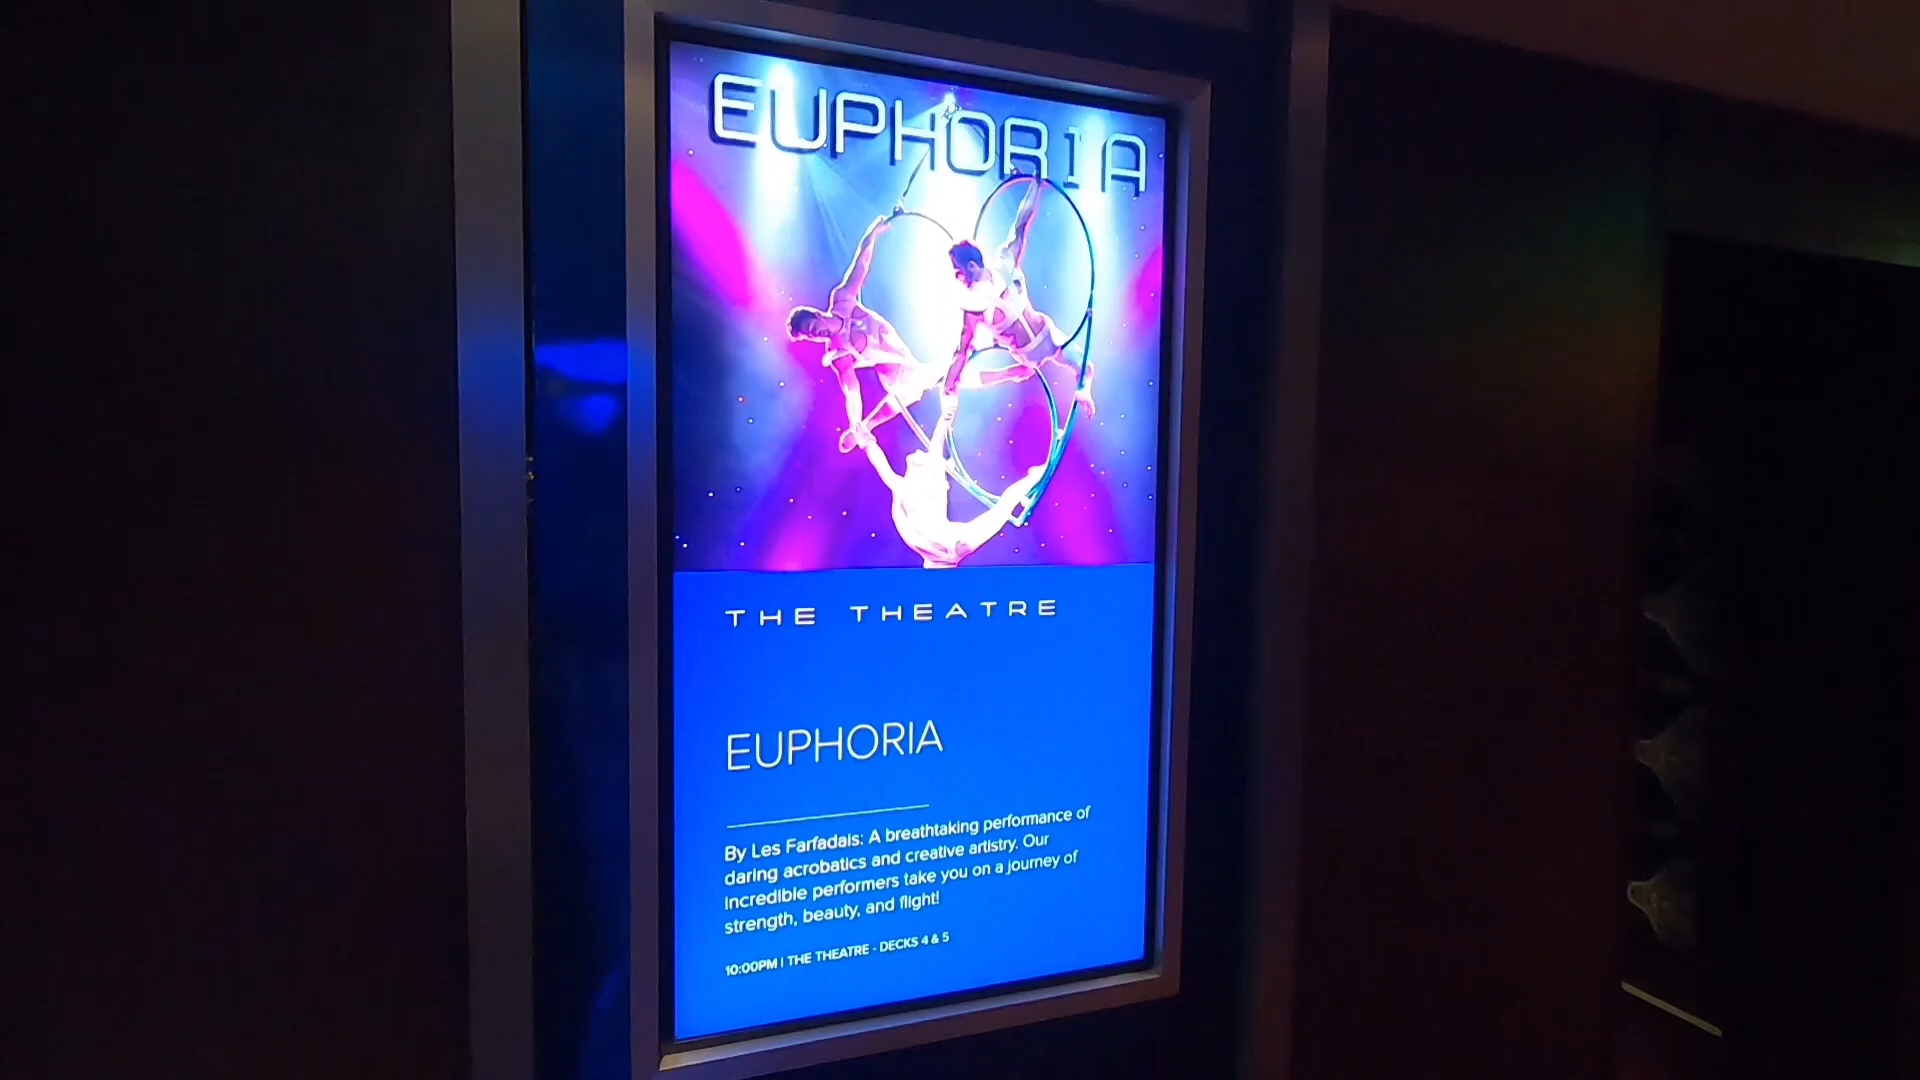 EUPHORIA
THE THEATRE
EUPHORIA
By Les Farfadais: A breathtaking performance of
daring acrobatics and creative artistry. Our
incredible performers take you on a journey of
strength, beauty, and flight!
10:00PM | THE THEATRE - DECKS 4 & 5